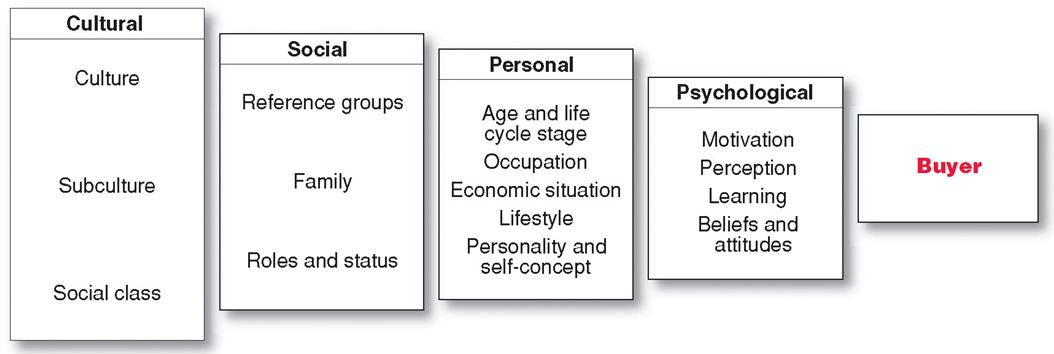 Cultural
Culture
Subculture
Social class
Social
Reference groups
Family
Roles and status
Personal
Age and life
cycle stage
Occupation
Economic situation
Lifestyle
Personality and
self-concept
Psychological
Motivation
Perception
Learning
Beliefs and
attitudes
Buyer